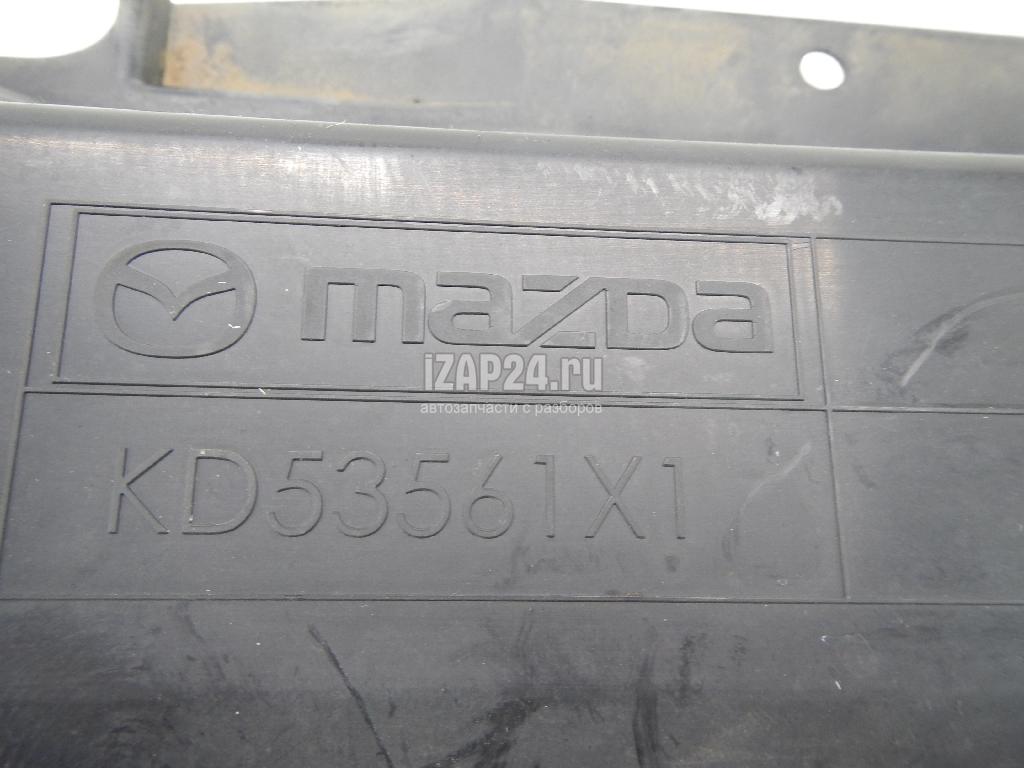 mazda
iZAP24.ru
автозапчасти с разборов
KD53561X1